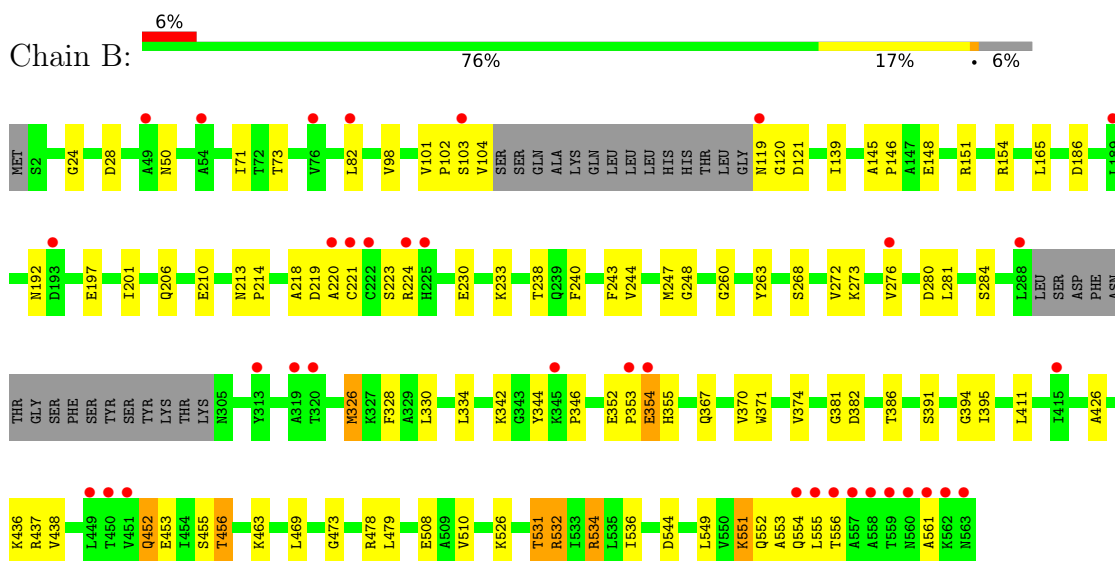 6%
Chain B:
76% 17% • 6%
MET S2 G24 D28 A49 N50 A54 I71 T72 T73 V76 L82 V98 V101 P102 S103 V104 SER SER GLN ALA LYS GLN LEU LEU LEU HIS HIS THR LEU GLY N119 G120 D121 I139 A145 P146 A147 E148 R151 R154 L165 D186 L189
N192 D193 E197 I201 Q206 E210 N213 P214 A218 D219 A220 C221 C222 S223 R224 H225 E230 K233 T238 Q239 F240 F243 V244 M247 G248 G260 Y263 S268 V272 K273 V276 D280 L281 S284 L288 LEU SER ASP PHE ASN
THR GLY SER PHE SER TYR SER TYR LYS THR LYS N305 Y313 A319 T320 M326 K327 F328 A329 L330 L334 K342 G343 Y344 K345 P346 E352 P353 E354 H355 Q367 V370 W371 V374 G381 D382 T386 S391 G394 I395 L411 I415 A426
K436 R437 V438 L449 T450 V451 Q452 E453 I454 S455 T456 K463 L469 G473 R478 L479 E508 A509 V510 K526 T531 R532 I533 R534 L535 I536 D544 L549 V550 K551 Q552 A553 Q554 L555 T556 A557 A558 T559 N560 A561 K562 N563